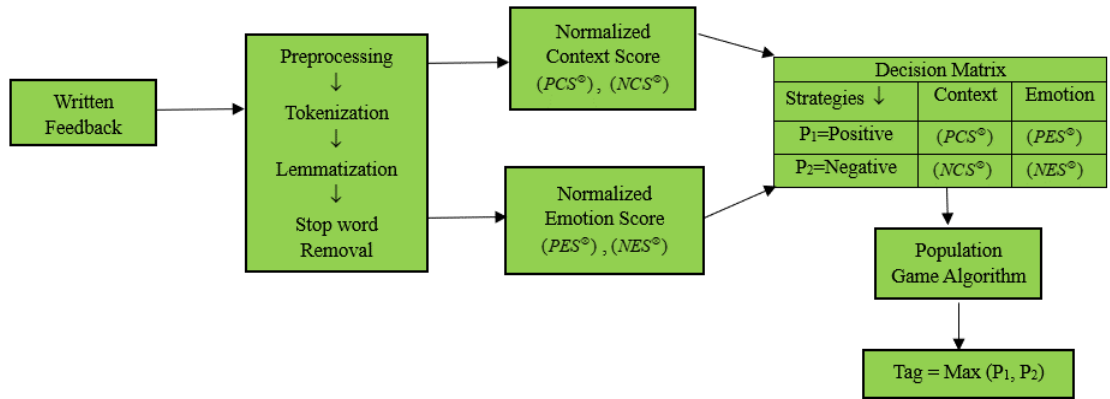 Written
Feedback
Preprocessing
↓
Tokenization
↓
Lemmatization
↓
Stop word
Removal
Normalized
Context Score
(PCS^⊜) , (NCS^⊜)
Normalized
Emotion Score
(PES^⊜) , (NES^⊜)
Decision Matrix
Strategies ↓ Context Emotion
P₁=Positive (PCS^⊜) (PES^⊜)
P₂=Negative (NCS^⊜) (NES^⊜)
Population
Game Algorithm
Tag = Max (P₁, P₂)